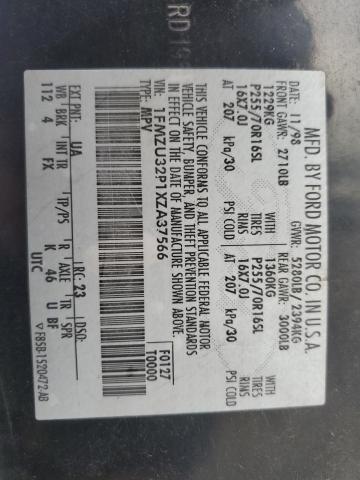 MFD. BY FORD MOTOR CO. IN U.S.A.
DATE: 11/98 GVWR: 5280LB/2394KG
FRONT GAWR: 2710LB REAR GAWR: 3000LB
1229KG WITH 1360KG WITH
P255/70R16SL TIRES P255/70R16SL TIRES
16X7.0J RIMS 16X7.0J RIMS
AT 207 kPa/30 PSI COLD AT 207 kPa/30 PSI COLD
THIS VEHICLE CONFORMS TO ALL APPLICABLE FEDERAL MOTOR
VEHICLE SAFETY, BUMPER, AND THEFT PREVENTION STANDARDS
IN EFFECT ON THE DATE OF MANUFACTURE SHOWN ABOVE.
VIN: 1FMZU32P1XZA37566 F0127
TYPE: MPV T0000
EXT PNT: UA RC: 23 DSO:
WB BRK INT TR TP/PS R AXLE TR SPR
112 4 FX K 46 U BF
UTC F85B-1520472-AB